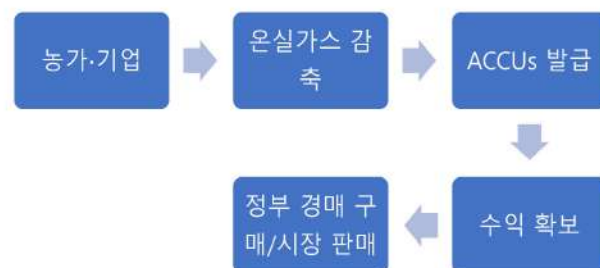 농가·기업
온실가스 감
축
ACCUs 발급
수익 확보
정부 경매 구
매/시장 판매